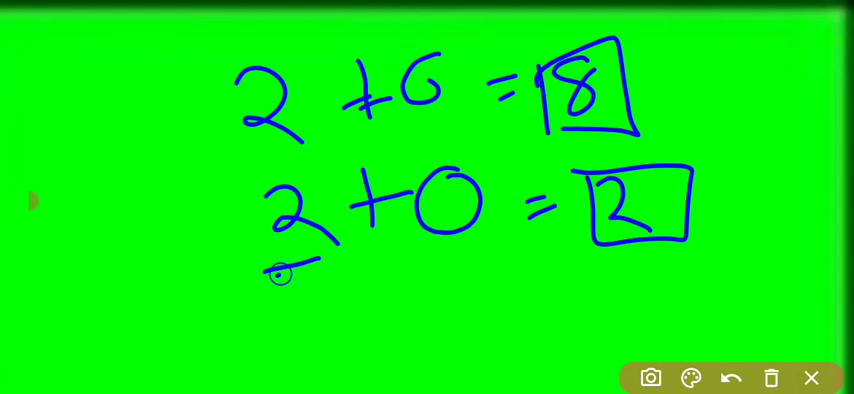 2 + 6 = 8
2 + 0 = 2